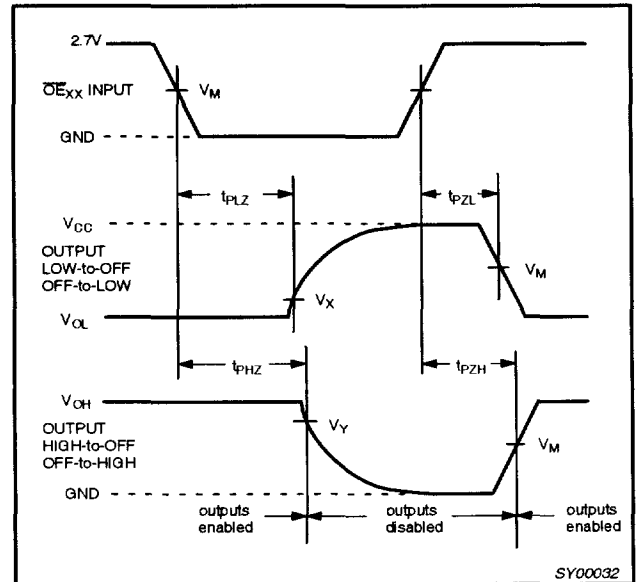 2.7V
OEXX INPUT
VM
GND
tPLZ
tPZL
VCC
OUTPUT
LOW-to-OFF
OFF-to-LOW
VM
VX
VOL
tPHZ
tPZH
VOH
OUTPUT
HIGH-to-OFF
OFF-to-HIGH
VY
VM
GND
outputs
enabled
outputs
disabled
outputs
enabled
SY00032